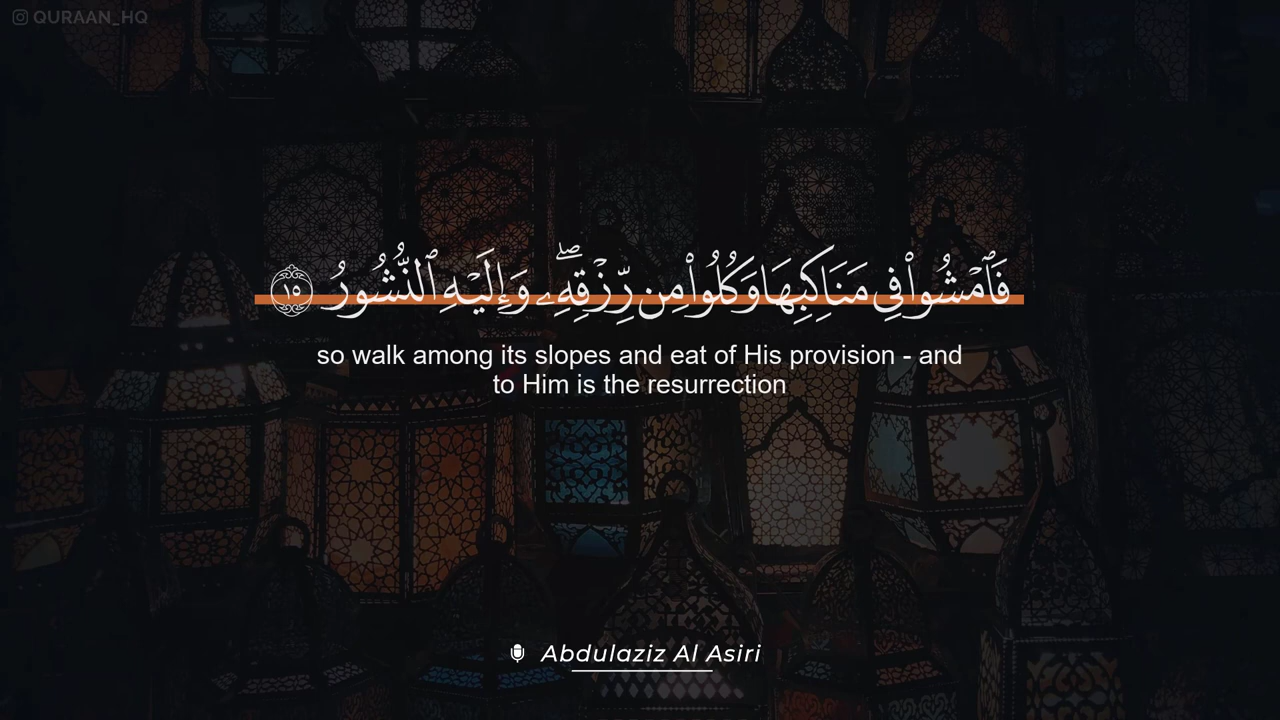 QURAAN_HQ
فَٱمْشُوا۟ فِى مَنَاكِبِهَا وَكُلُوا۟ مِن رِّزْقِهِۦ ۖ وَإِلَيْهِ ٱلنُّشُورُ ١٥
so walk among its slopes and eat of His provision - and
to Him is the resurrection
Abdulaziz Al Asiri